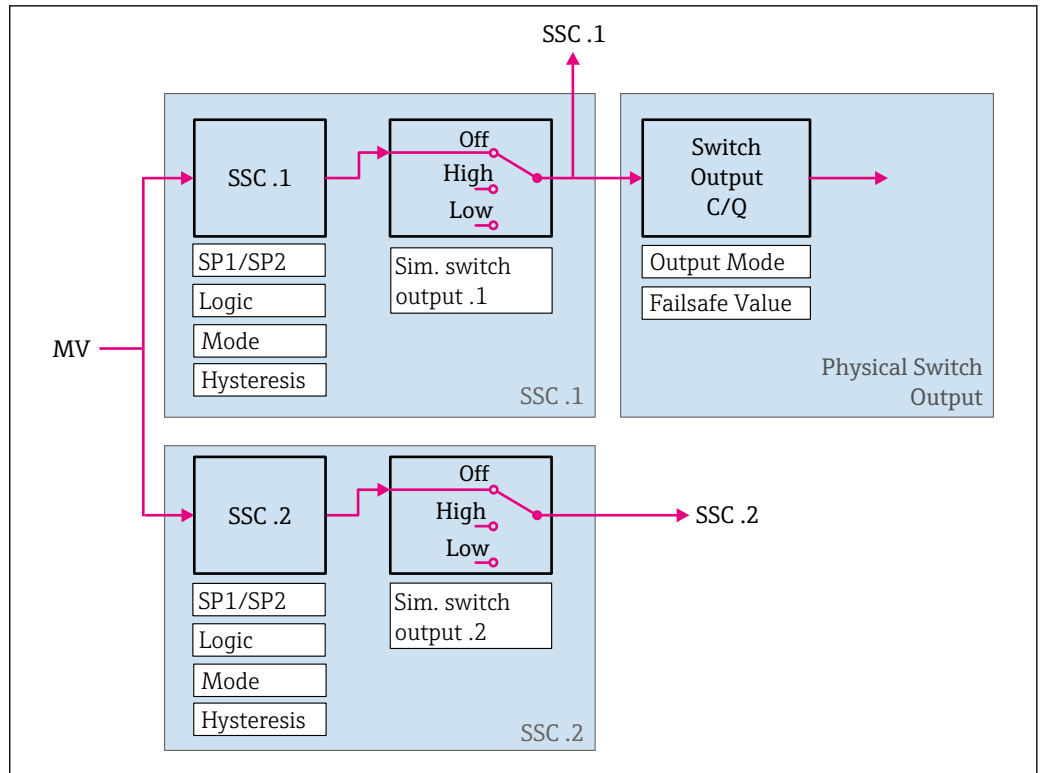 SSC .1
SSC .1
Off
High
Low
Switch
Output
C/Q
SP1/SP2
Logic
Mode
Hysteresis
Sim. switch
output .1
Output Mode
Failsafe Value
MV
SSC .1
Physical Switch
Output
SSC .2
Off
High
Low
SSC .2
SP1/SP2
Logic
Mode
Hysteresis
Sim. switch
output .2
SSC .2